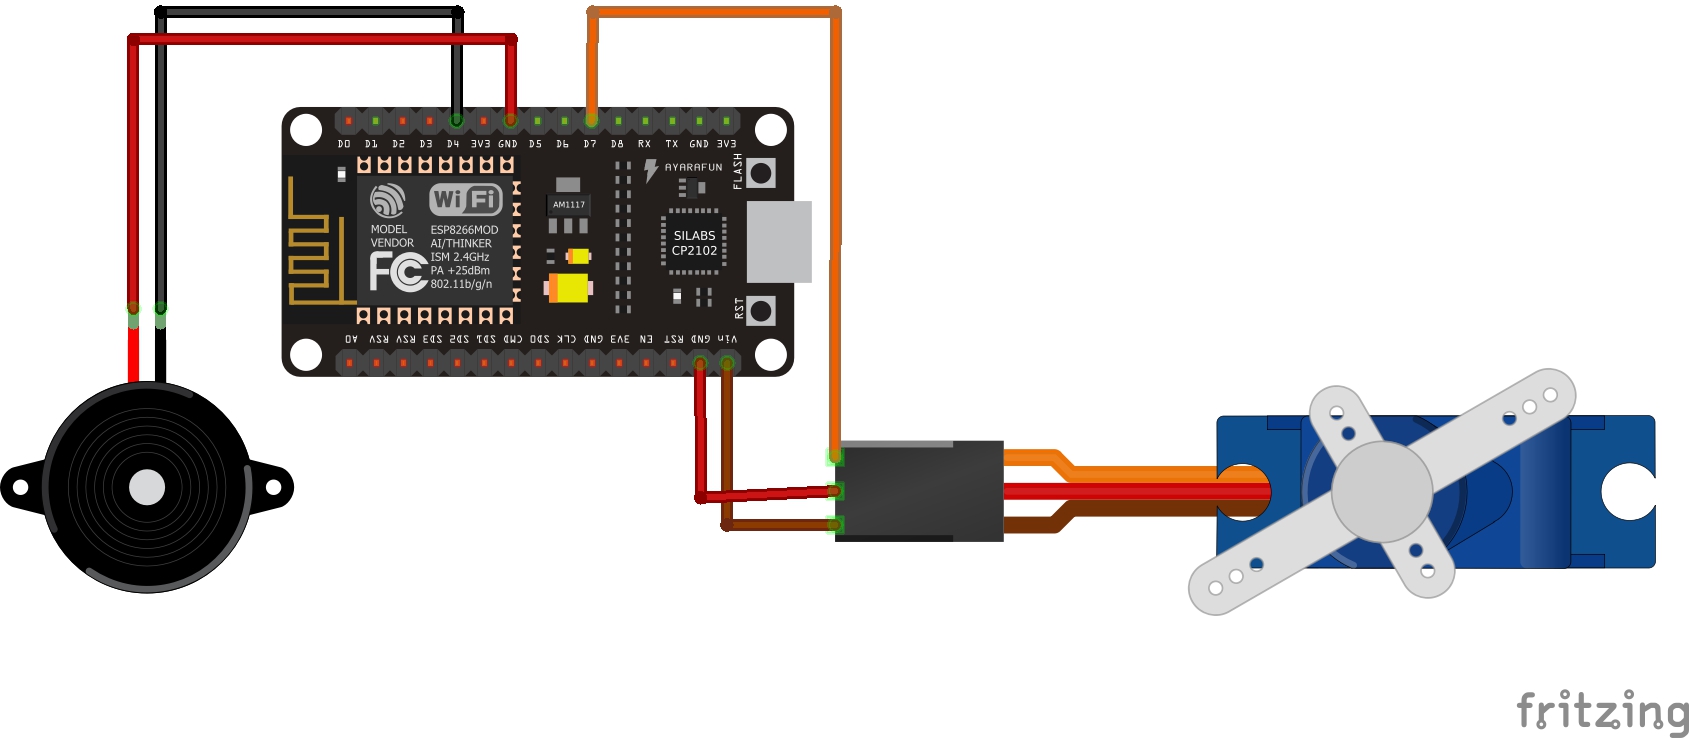 D0 D1 D2 D3 D4 3V3 GND D5 D6 D7 D8 RX TX GND 3V3
AYARAFUN
FLASH
WiFi
AM1117
MODEL
VENDOR
ESP8266MOD
AI/THINKER
ISM 2.4GHz
PA +25dBm
802.11b/g/n
FC
SILABS
CP2102
RST
A0 RSV RSV SD3 SD2 SD1 CMD SD0 CLK GND 3V3 EN RST GND Vin
fritzing